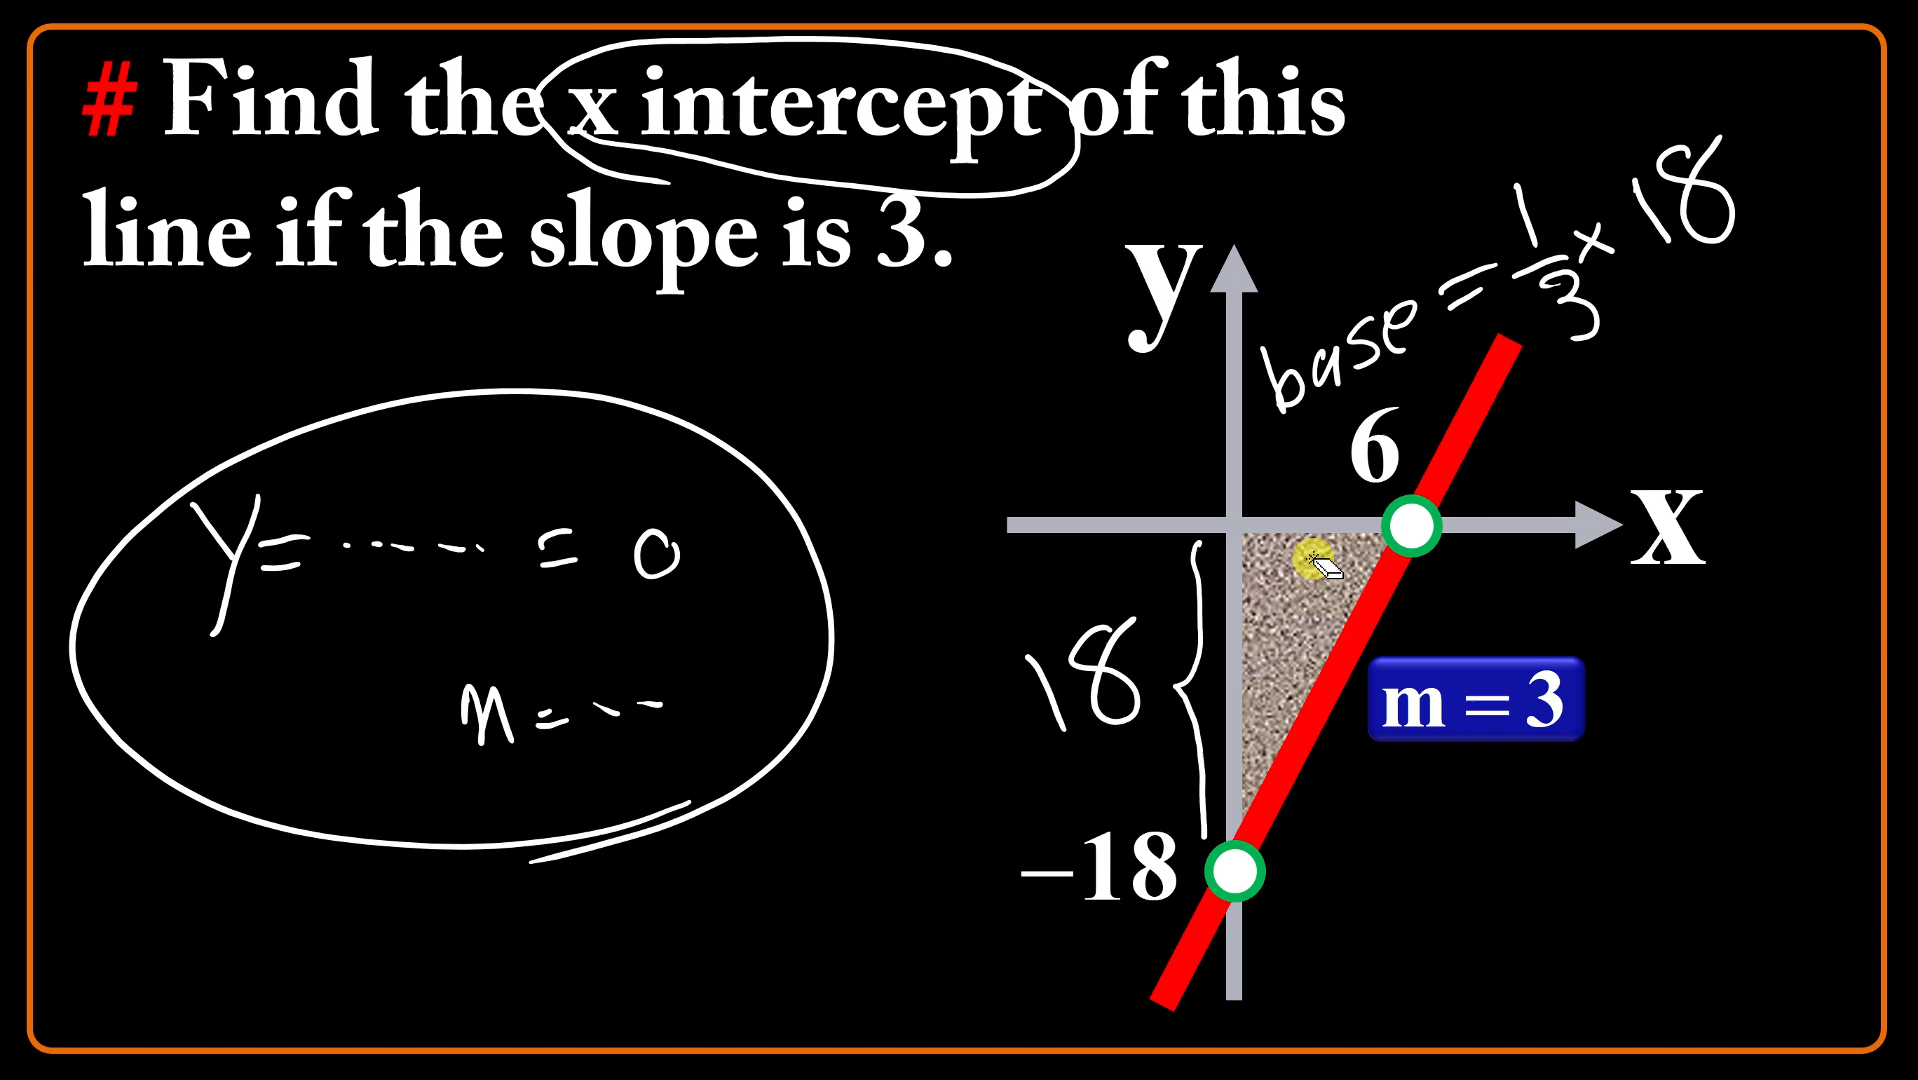 # Find the x intercept of this
line if the slope is 3.
y
base = 1/3 × 18
6
x
Y = ...... = 0
18
m = 3
M = ...
−18